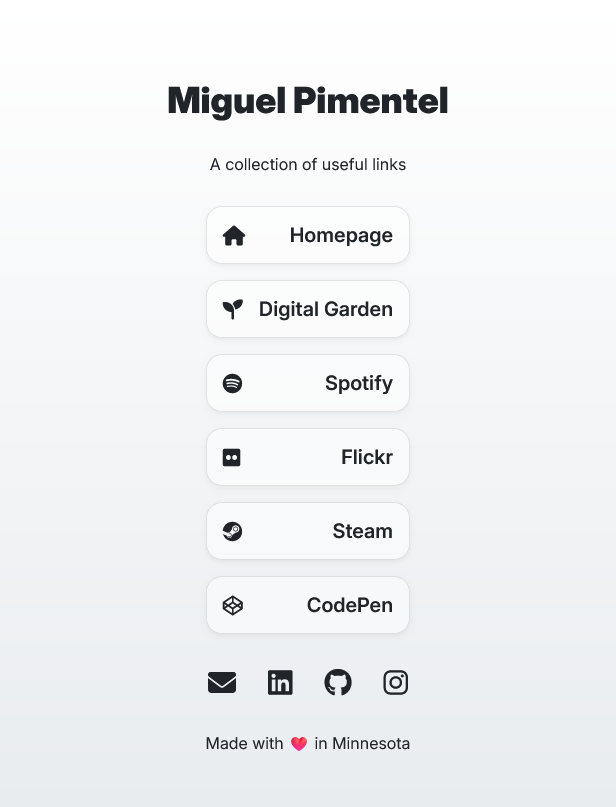 Miguel Pimentel
A collection of useful links
Homepage
Digital Garden
Spotify
Flickr
Steam
CodePen
Made with ❤️ in Minnesota